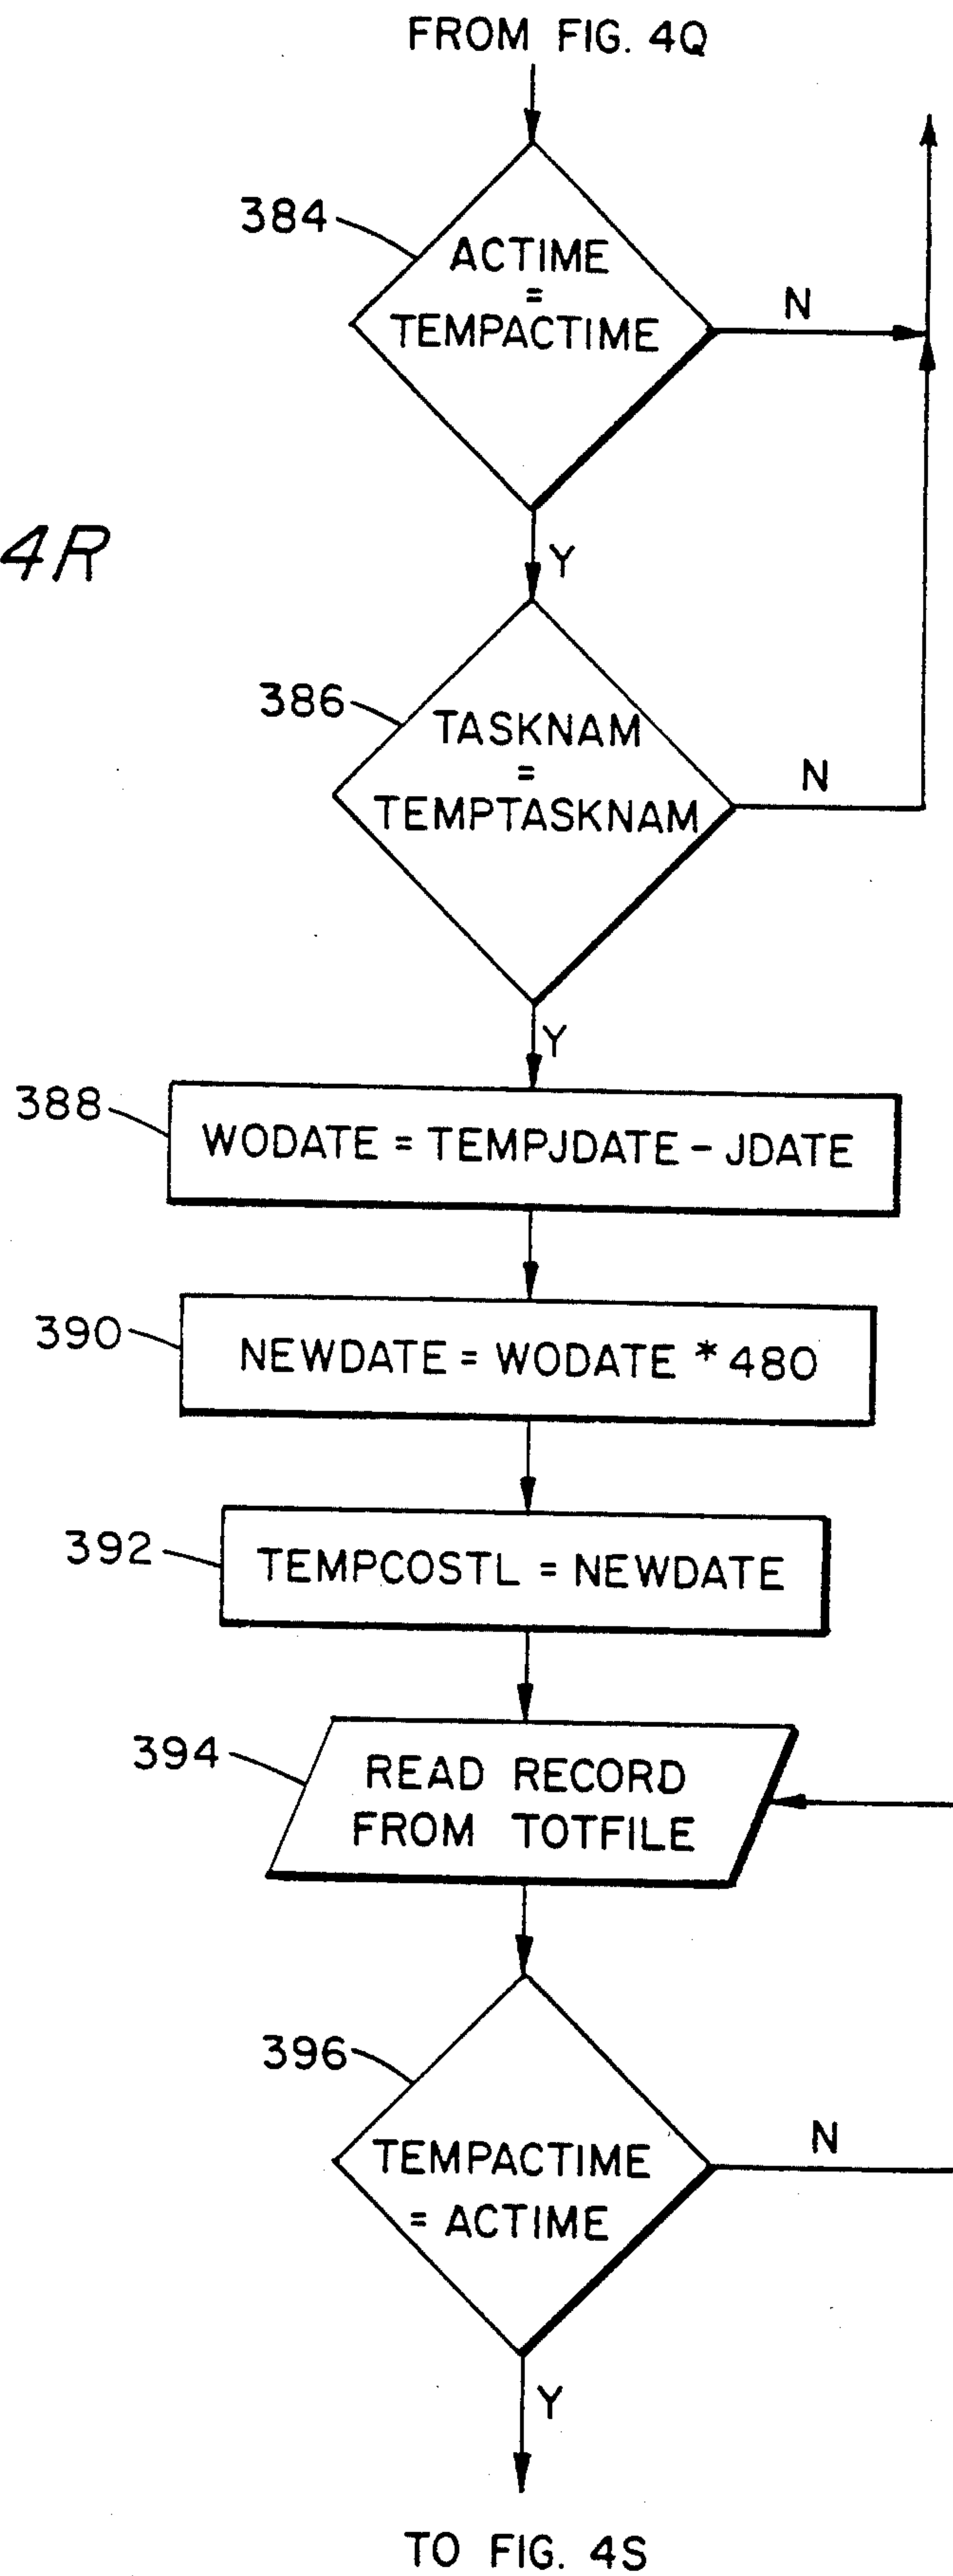 FROM FIG. 4Q
384
ACTIME
=
TEMPACTIME
N
Y
4R
386
TASKNAM
=
TEMPTASKNAM
N
Y
388
WODATE = TEMPJDATE - JDATE
390
NEWDATE = WODATE * 480
392
TEMPCOSTL = NEWDATE
394
READ RECORD
FROM TOTFILE
396
TEMPACTIME
= ACTIME
N
Y
TO FIG. 4S